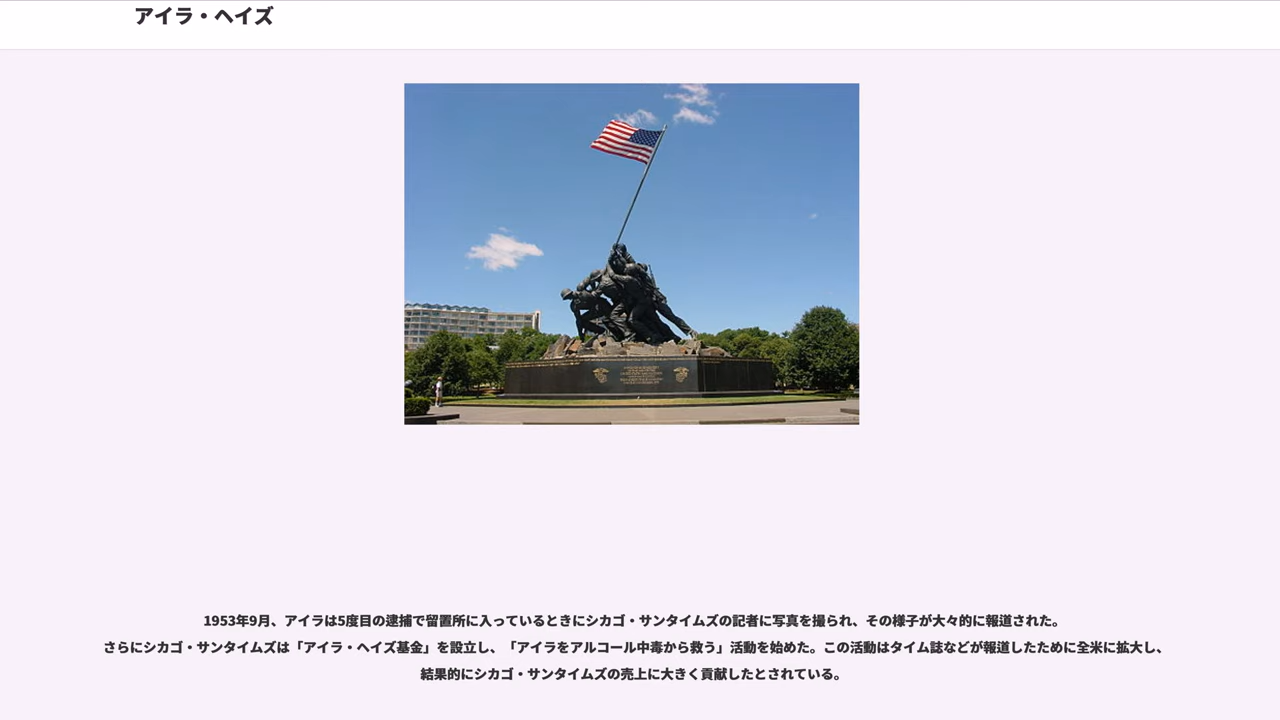 アイラ・ヘイズ
1953年9月、アイラは5度目の逮捕で留置所に入っているときにシカゴ・サンタイムズの記者に写真を撮られ、その様子が大々的に報道された。
さらにシカゴ・サンタイムズは「アイラ・ヘイズ基金」を設立し、「アイラをアルコール中毒から救う」活動を始めた。この活動はタイム誌などが報道したために全米に拡大し、
結果的にシカゴ・サンタイムズの売上に大きく貢献したとされている。